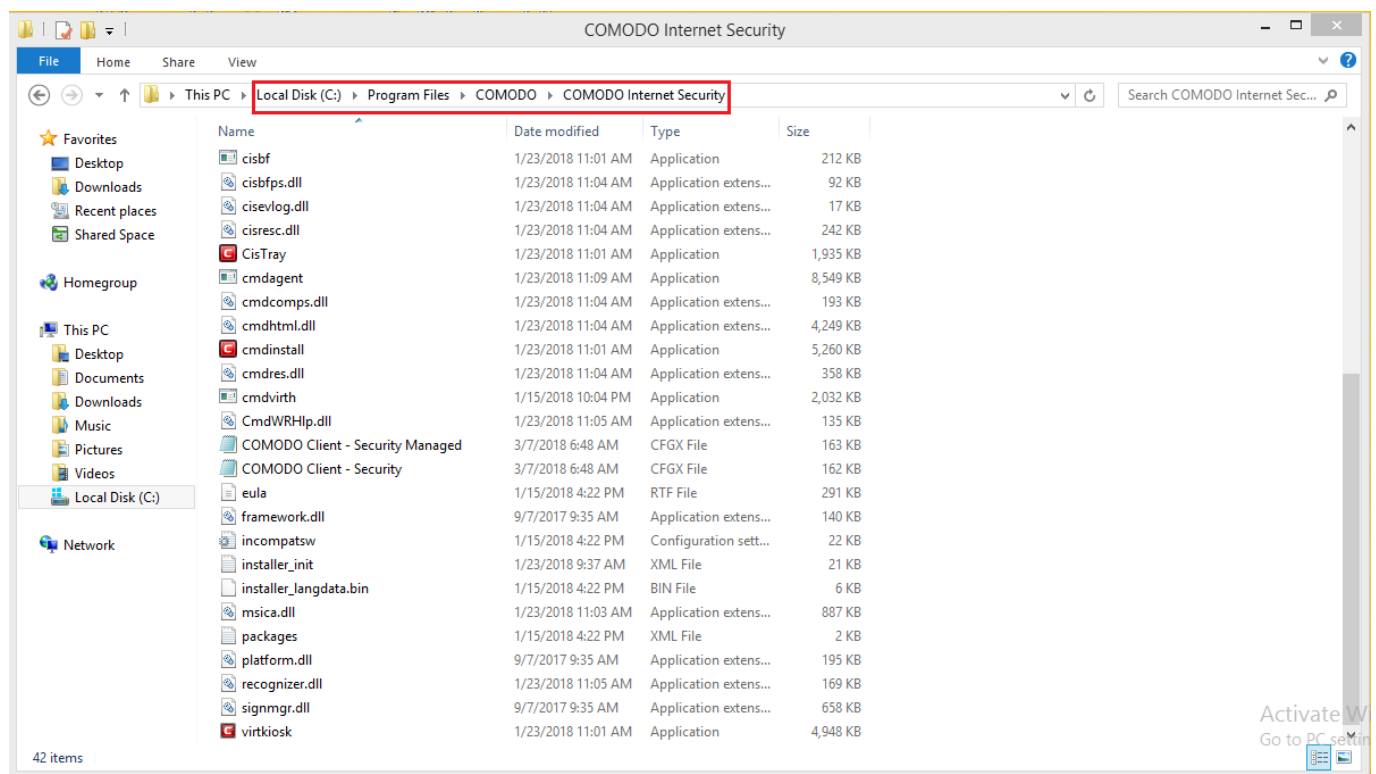 COMODO Internet Security
File Home Share View
This PC Local Disk (C:) Program Files COMODO COMODO Internet Security Search COMODO Internet Sec...
Favorites
Desktop
Downloads
Recent places
Shared Space
Homegroup
This PC
Desktop
Documents
Downloads
Music
Pictures
Videos
Local Disk (C:)
Network
Name Date modified Type Size
cisbf 1/23/2018 11:01 AM Application 212 KB
cisbfps.dll 1/23/2018 11:04 AM Application extens... 92 KB
cisevlog.dll 1/23/2018 11:04 AM Application extens... 17 KB
cisresc.dll 1/23/2018 11:04 AM Application extens... 242 KB
CisTray 1/23/2018 11:01 AM Application 1,935 KB
cmdagent 1/23/2018 11:09 AM Application 8,549 KB
cmdcomps.dll 1/23/2018 11:04 AM Application extens... 193 KB
cmdhtml.dll 1/23/2018 11:04 AM Application extens... 4,249 KB
cmdinstall 1/23/2018 11:01 AM Application 5,260 KB
cmdres.dll 1/23/2018 11:04 AM Application extens... 358 KB
cmdvirth 1/15/2018 10:04 PM Application 2,032 KB
CmdWRHlp.dll 1/23/2018 11:05 AM Application extens... 135 KB
COMODO Client - Security Managed 3/7/2018 6:48 AM CFGX File 163 KB
COMODO Client - Security 3/7/2018 6:48 AM CFGX File 162 KB
eula 1/15/2018 4:22 PM RTF File 291 KB
framework.dll 9/7/2017 9:35 AM Application extens... 140 KB
incompatsw 1/15/2018 4:22 PM Configuration sett... 22 KB
installer_init 1/23/2018 9:37 AM XML File 21 KB
installer_langdata.bin 1/15/2018 4:22 PM BIN File 6 KB
msica.dll 1/23/2018 11:03 AM Application extens... 887 KB
packages 1/15/2018 4:22 PM XML File 2 KB
platform.dll 9/7/2017 9:35 AM Application extens... 195 KB
recognizer.dll 1/23/2018 11:05 AM Application extens... 169 KB
signmgr.dll 9/7/2017 9:35 AM Application extens... 658 KB
virtkiosk 1/23/2018 11:01 AM Application 4,948 KB
Activate W
Go to PC settin
42 items